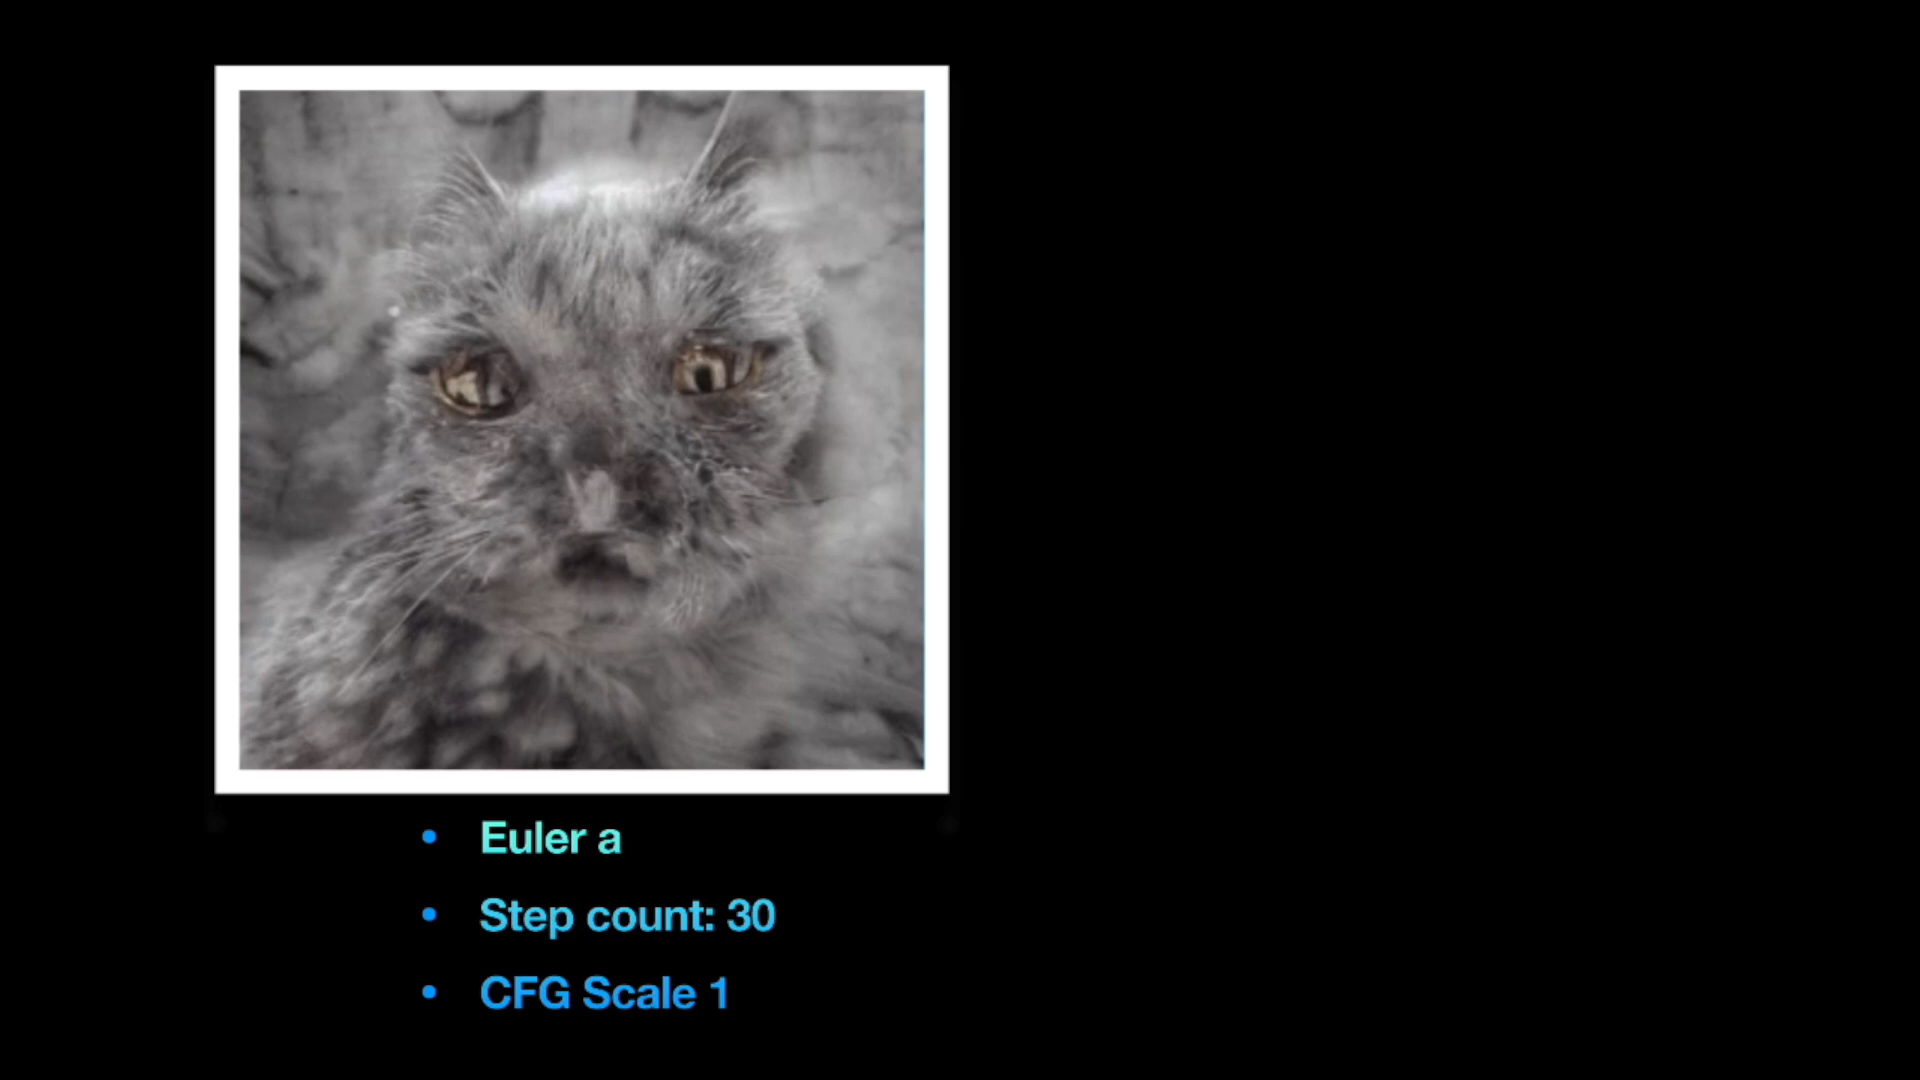 • Euler a
• Step count: 30
• CFG Scale 1